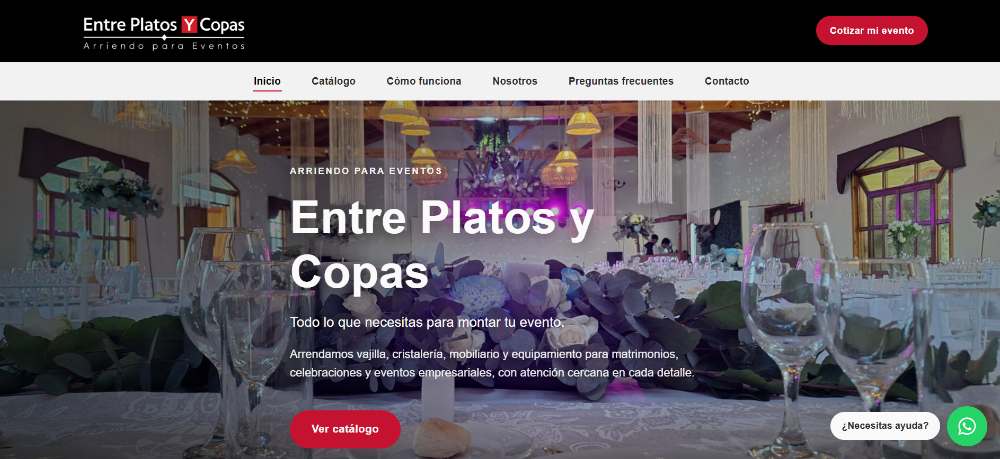 Entre Platos Y Copas
Arriendo para Eventos
Cotizar mi evento
Inicio
Catálogo
Cómo funciona
Nosotros
Preguntas frecuentes
Contacto
ARRIENDO PARA EVENTOS
Entre Platos y
Copas
Todo lo que necesitas para montar tu evento.
Arrendamos vajilla, cristalería, mobiliario y equipamiento para matrimonios,
celebraciones y eventos empresariales, con atención cercana en cada detalle.
Ver catálogo
¿Necesitas ayuda?